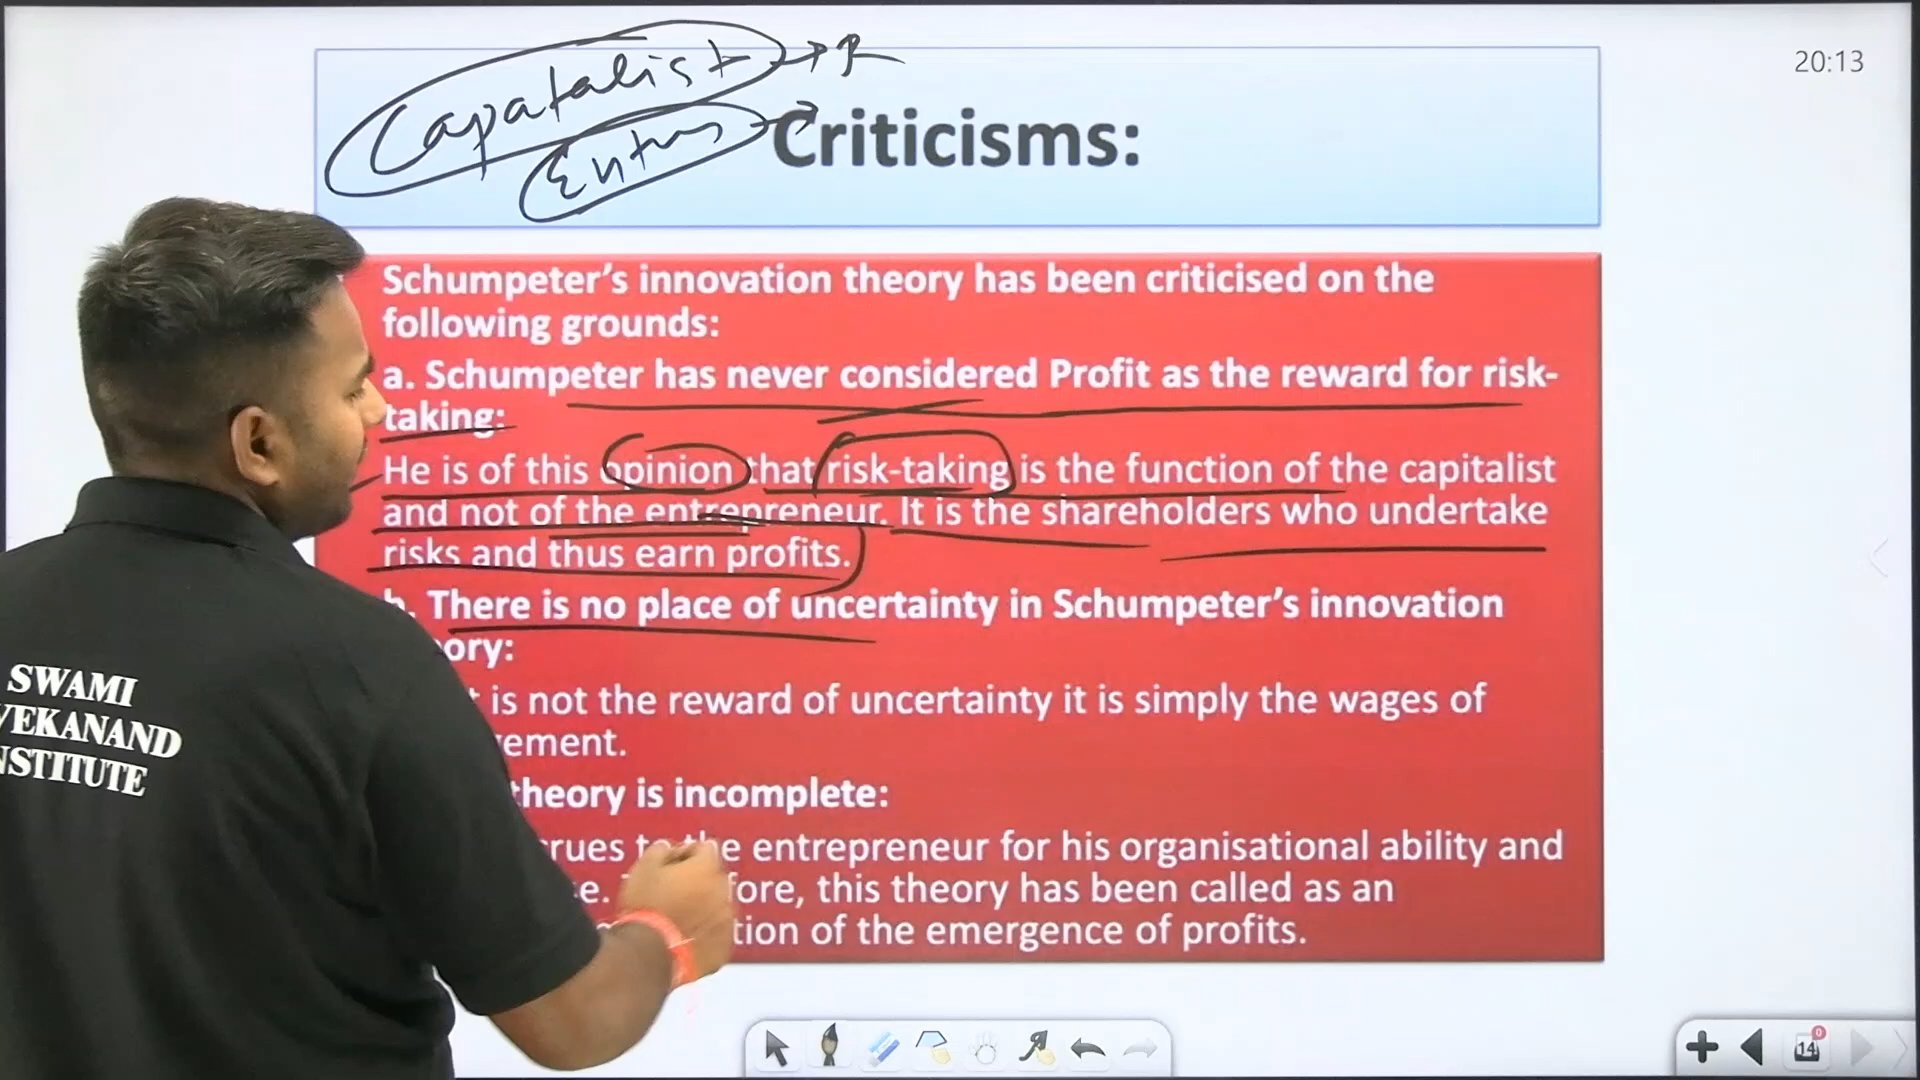 Capatalist → R
Entre →
20:13
Criticisms:
Schumpeter's innovation theory has been criticised on the
following grounds:
a. Schumpeter has never considered Profit as the reward for risk-
taking:
He is of this opinion that risk-taking is the function of the capitalist
and not of the entrepreneur. It is the shareholders who undertake
risks and thus earn profits.
b. There is no place of uncertainty in Schumpeter's innovation
ory:
is not the reward of uncertainty it is simply the wages of
ement.
theory is incomplete:
rues to the entrepreneur for his organisational ability and
e. fore, this theory has been called as an
tion of the emergence of profits.
SWAMI
VEKANAND
NSTITUTE
14
0